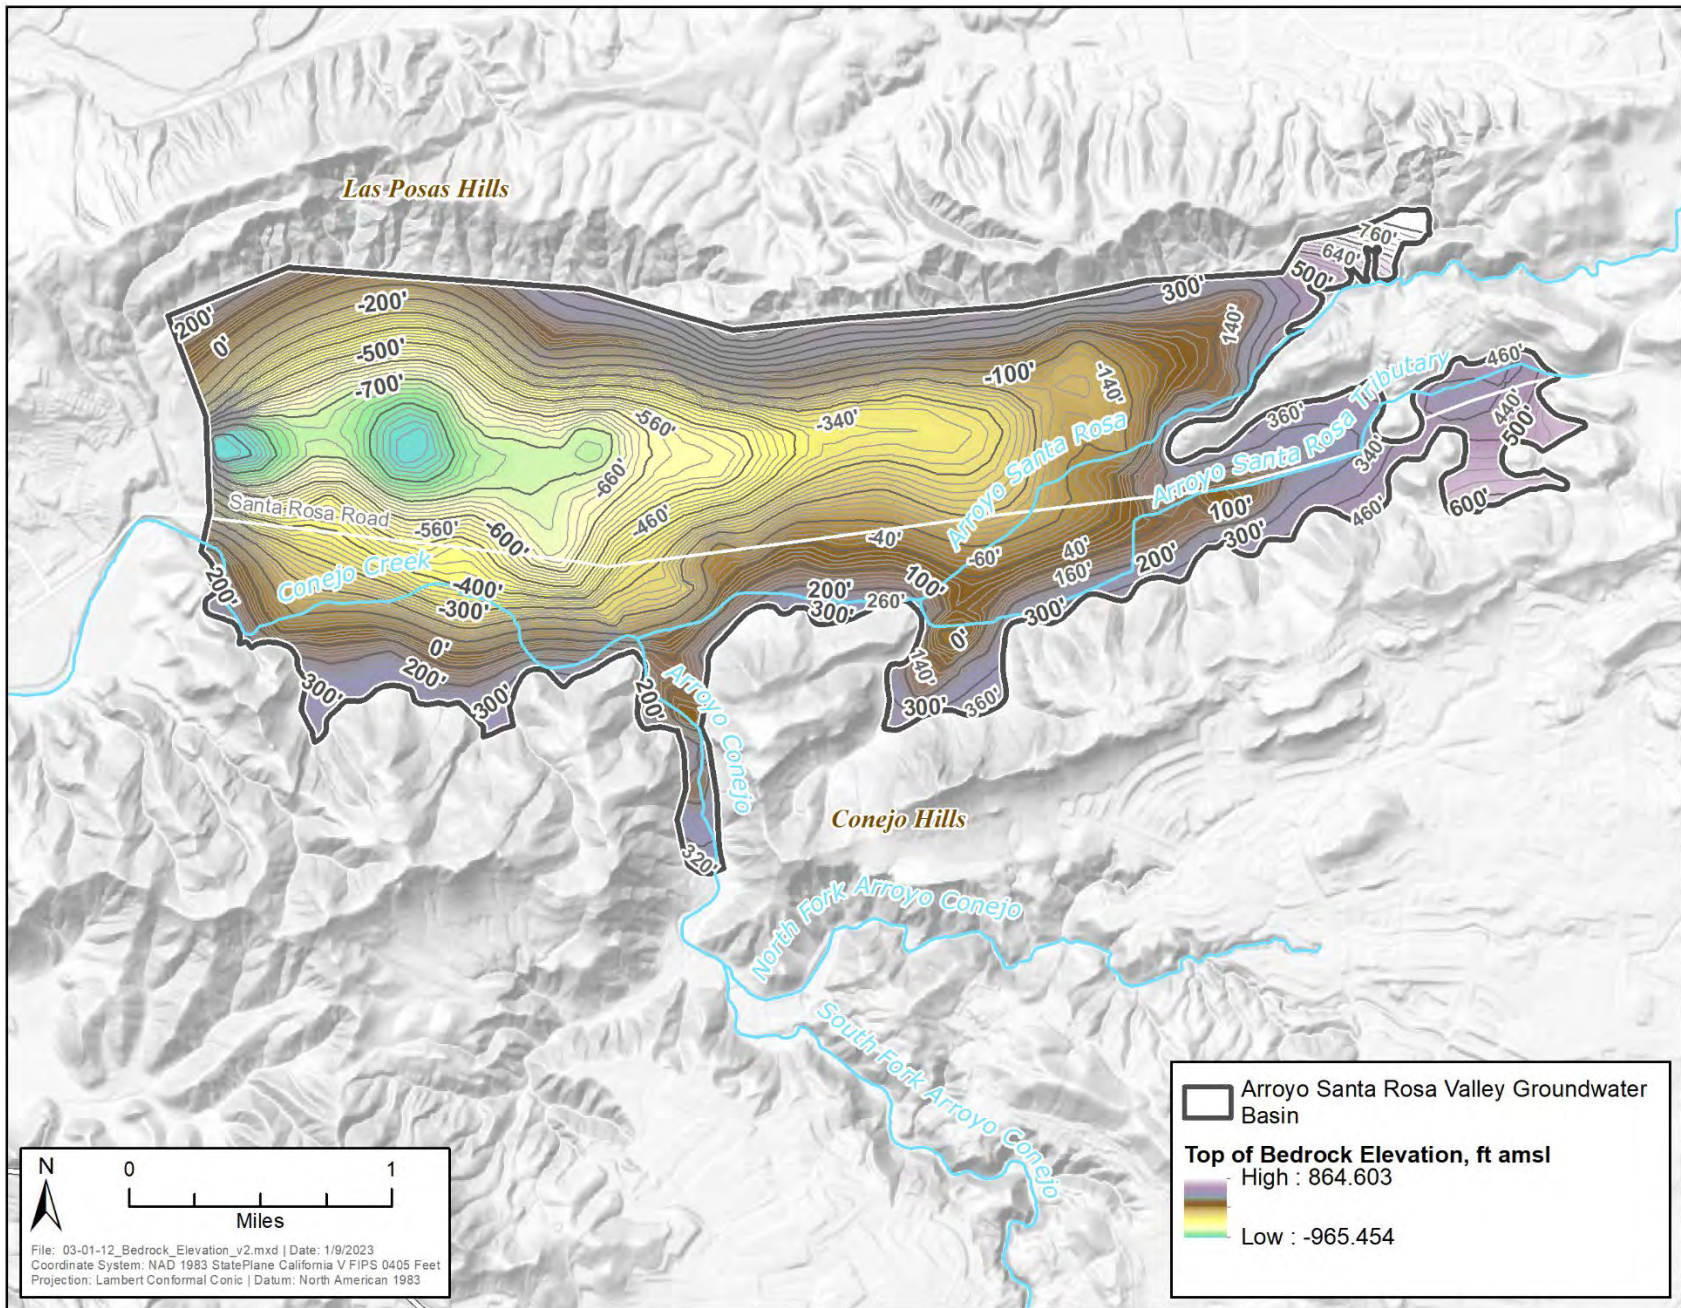 Las Posas Hills
760'
640'
500'
300'
200'
-200'
0'
140'
-500'
-100'
-140'
460'
-700'
440'
500'
360'
Arroyo Santa Rosa Tributary
-560'
-340'
340'
Arroyo Santa Rosa
-660'
600'
Santa Rosa Road
-560'
-600'
-460'
100'
460'
300'
-40'
-60'
40'
200'
160'
Conejo Creek
200'
-400'
-300'
100'
200'
300'
260'
300'
0'
0'
200'
140'
300'
300'
200'
Arroyo Conejo
300'
360'
Conejo Hills
320'
North Fork Arroyo Conejo
South Fork Arroyo Conejo
Arroyo Santa Rosa Valley Groundwater
Basin
Top of Bedrock Elevation, ft amsl
High : 864.603
Low : -965.454
N
0 1
Miles
File: 03-01-12_Bedrock_Elevation_v2.mxd | Date: 1/9/2023
Coordinate System: NAD 1983 StatePlane California V FIPS 0405 Feet
Projection: Lambert Conformal Conic | Datum: North American 1983